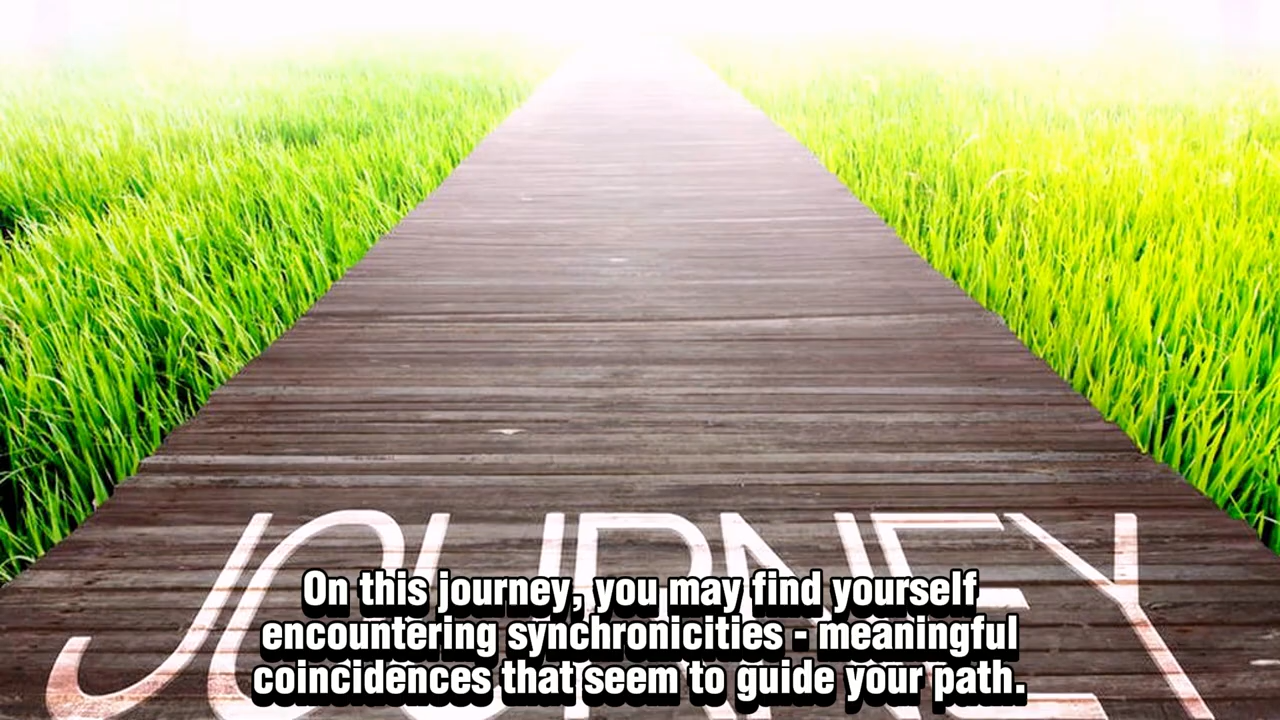 JOURNEY
On this journey, you may find yourself
encountering synchronicities - meaningful
coincidences that seem to guide your path.